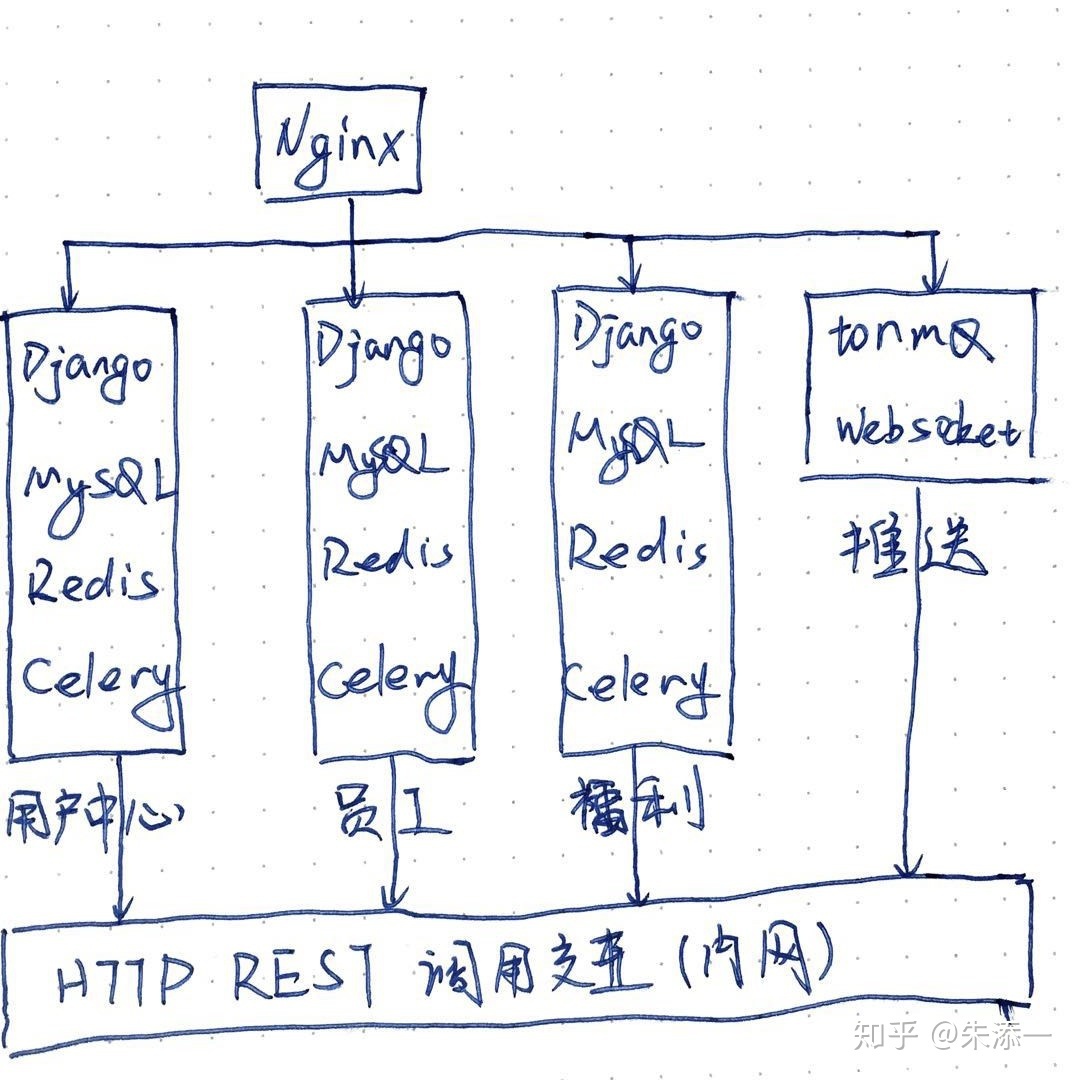 Nginx
Django
MySQL
Redis
Celery
用户中心
Django
MySQL
Redis
Celery
员工
Django
MySQL
Redis
Celery
福利
tonmQ
Websocket
推送
HTTP REST 调用交互 (内网)
知乎 @朱添一